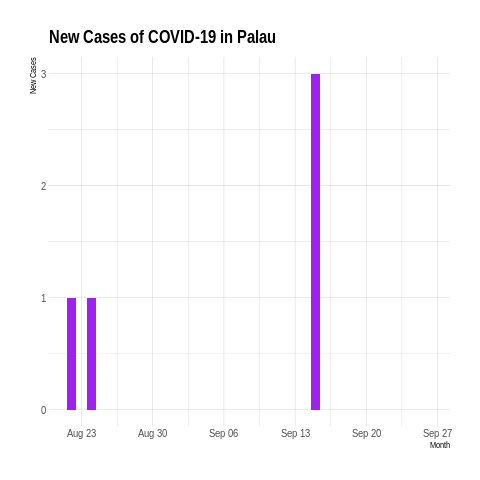 New Cases of COVID-19 in Palau
New Cases
3
2
1
0
Aug 23 Aug 30 Sep 06 Sep 13 Sep 20 Sep 27
Month